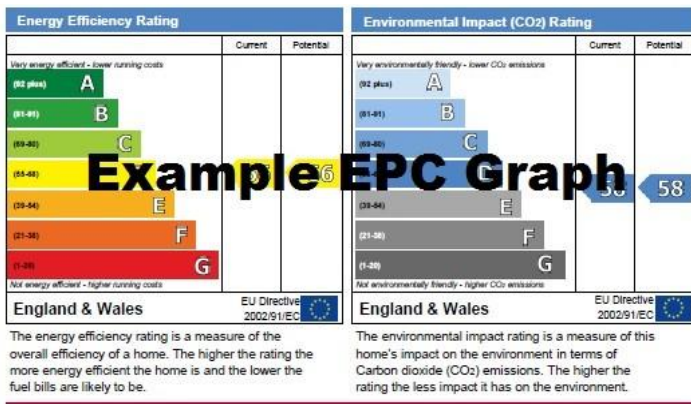 Energy Efficiency Rating
Current Potential
Very energy efficient - lower running costs
(92 plus) A
(81-91) B
(69-80) C
(55-68)
(39-54) E
(21-38) F
(1-20) G
Not energy efficient - higher running costs
England & Wales
EU Directive
2002/91/EC
The energy efficiency rating is a measure of the
overall efficiency of a home. The higher the rating the
more energy efficient the home is and the lower the
fuel bills are likely to be.
Environmental Impact (CO2) Rating
Current Potential
Very environmentally friendly - lower CO2 emissions
(92 plus) A
(81-91) B
(69-80) C
(39-54) E
(21-38) F
(1-20) G
58
Not environmentally friendly - higher CO2 emissions
England & Wales
EU Directive
2002/91/EC
The environmental impact rating is a measure of this
home's impact on the environment in terms of
Carbon dioxide (CO2) emissions. The higher the
rating the less impact it has on the environment.
Example EPC Graph